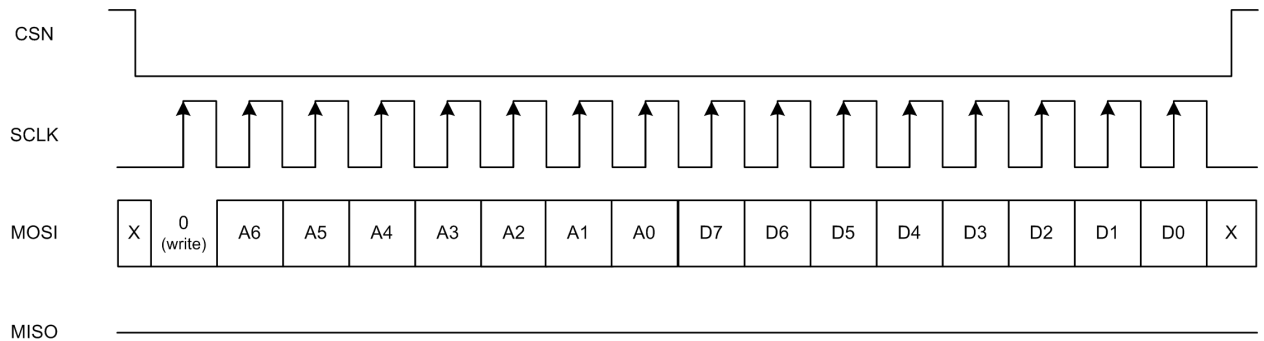 CSN
SCLK
MOSI X 0 (write) A6 A5 A4 A3 A2 A1 A0 D7 D6 D5 D4 D3 D2 D1 D0 X
MISO